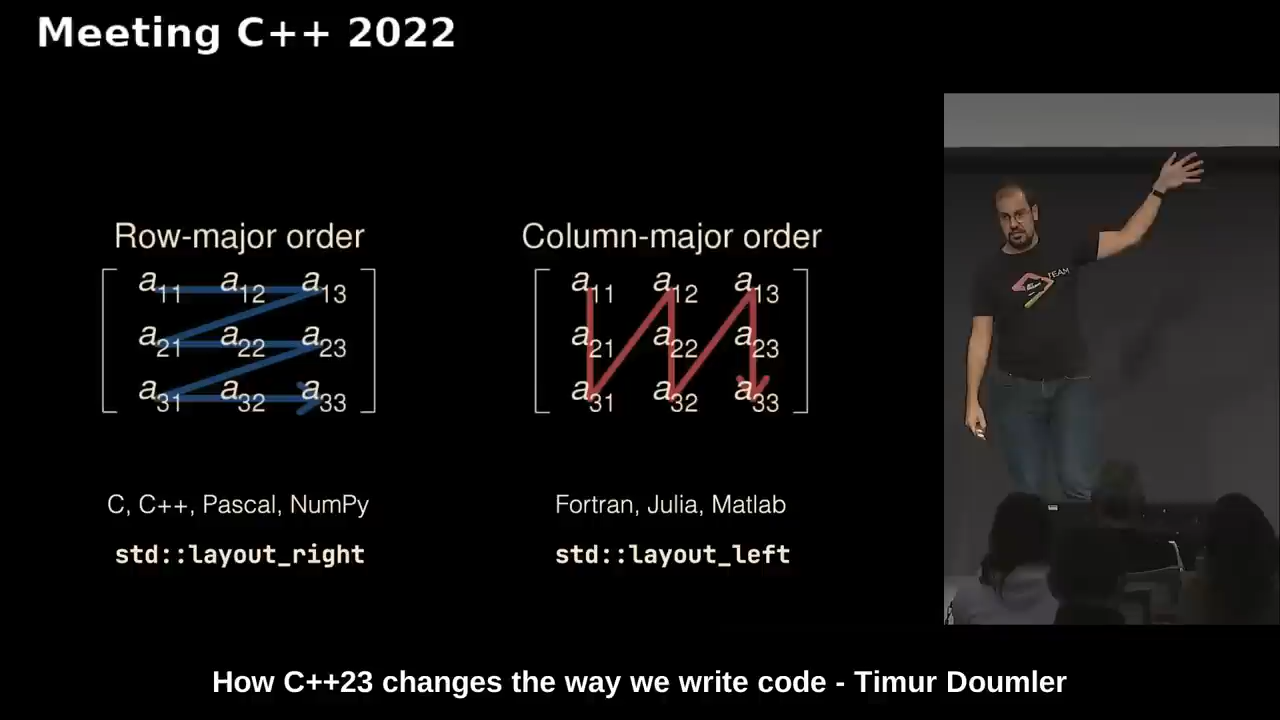 Meeting C++ 2022
Row-major order
a11 a12 a13
a21 a22 a23
a31 a32 a33
C, C++, Pascal, NumPy
std::layout_right
Column-major order
a11 a12 a13
a21 a22 a23
a31 a32 a33
Fortran, Julia, Matlab
std::layout_left
TEAM
How C++23 changes the way we write code - Timur Doumler